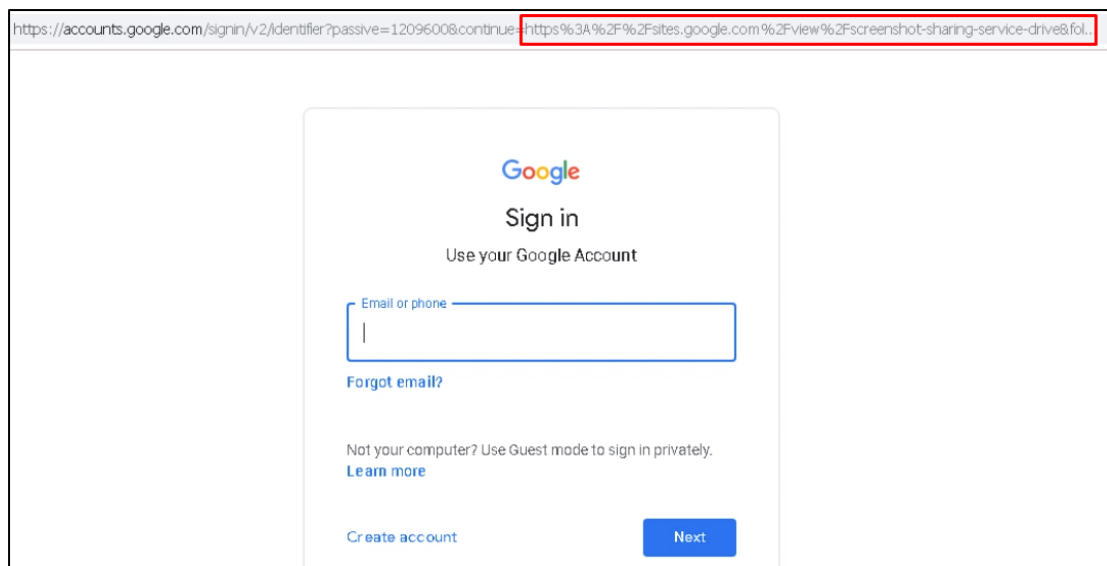 https://accounts.google.com/signin/v2/identifier?passive=1209600&continue=https%3A%2F%2Fsites.google.com%2Fview%2Fscreenshot-sharing-service-drive&fol...
Google
Sign in
Use your Google Account
Email or phone
Forgot email?
Not your computer? Use Guest mode to sign in privately.
Learn more
Create account
Next